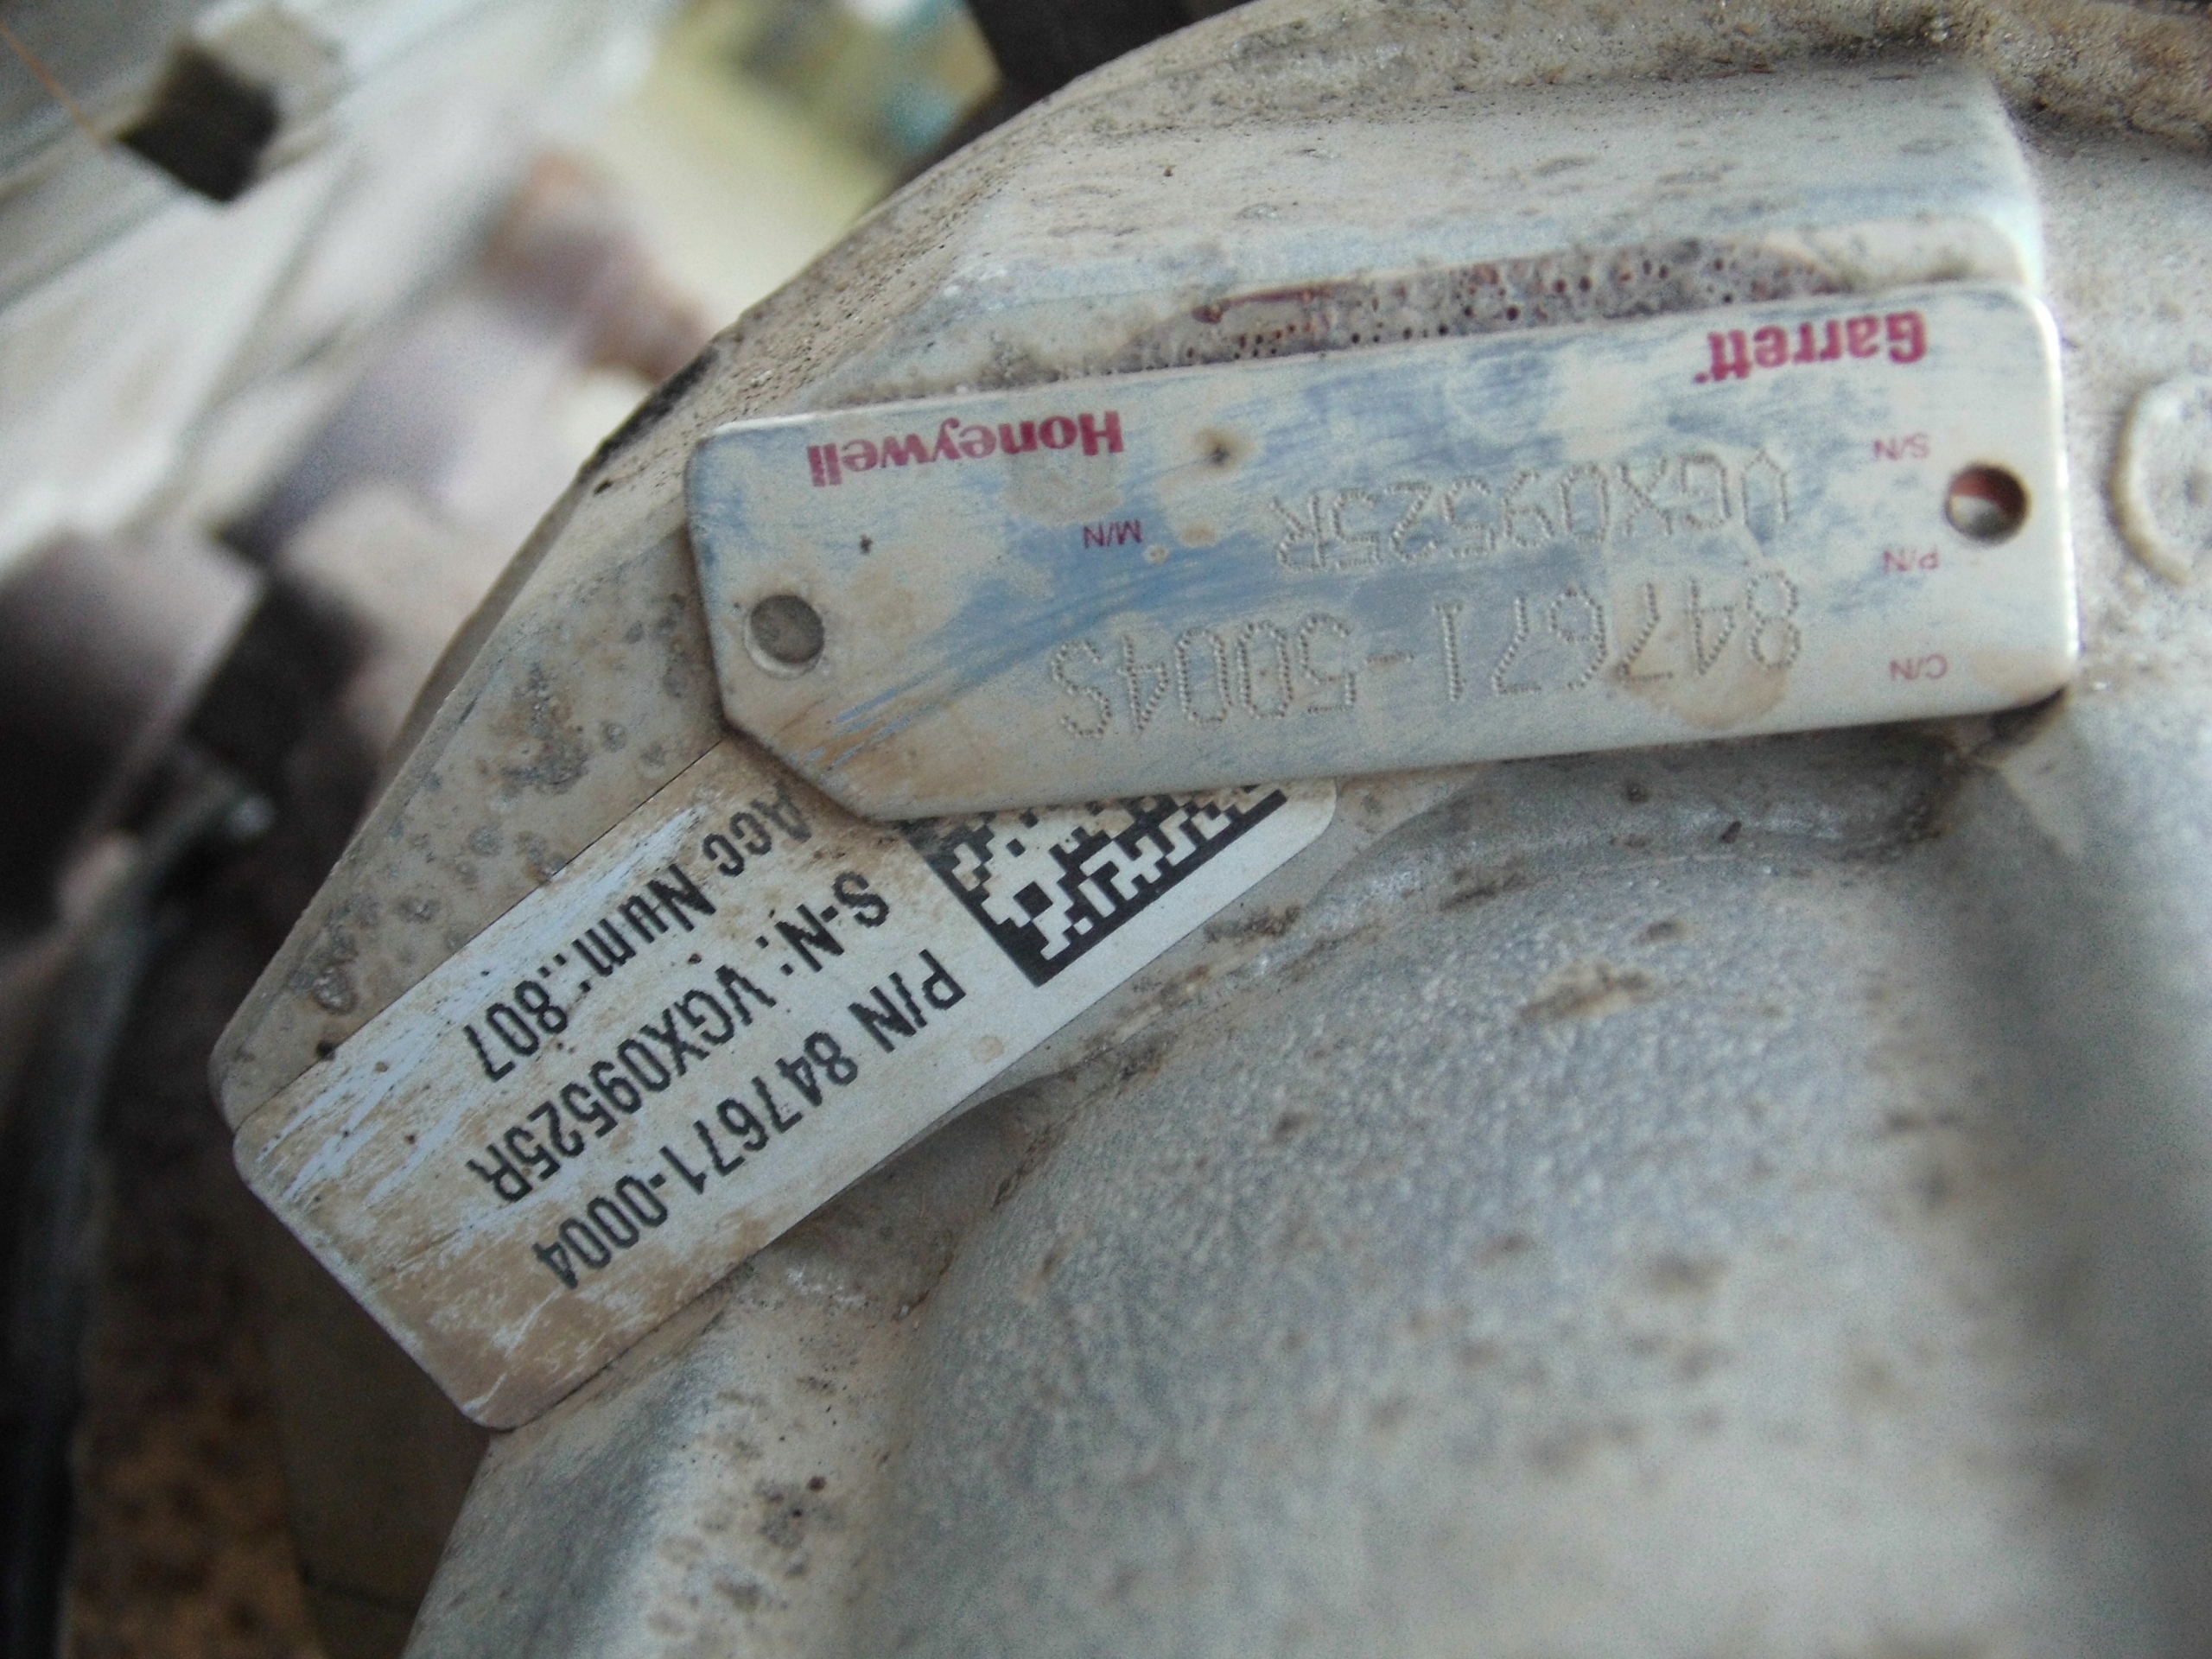 Garrett Honeywell
S/N VGX09525R M/N
P/N 847671-5004S
C/N
P/N 847671-0004
S-N: VGX09525R
Acc Num.:807